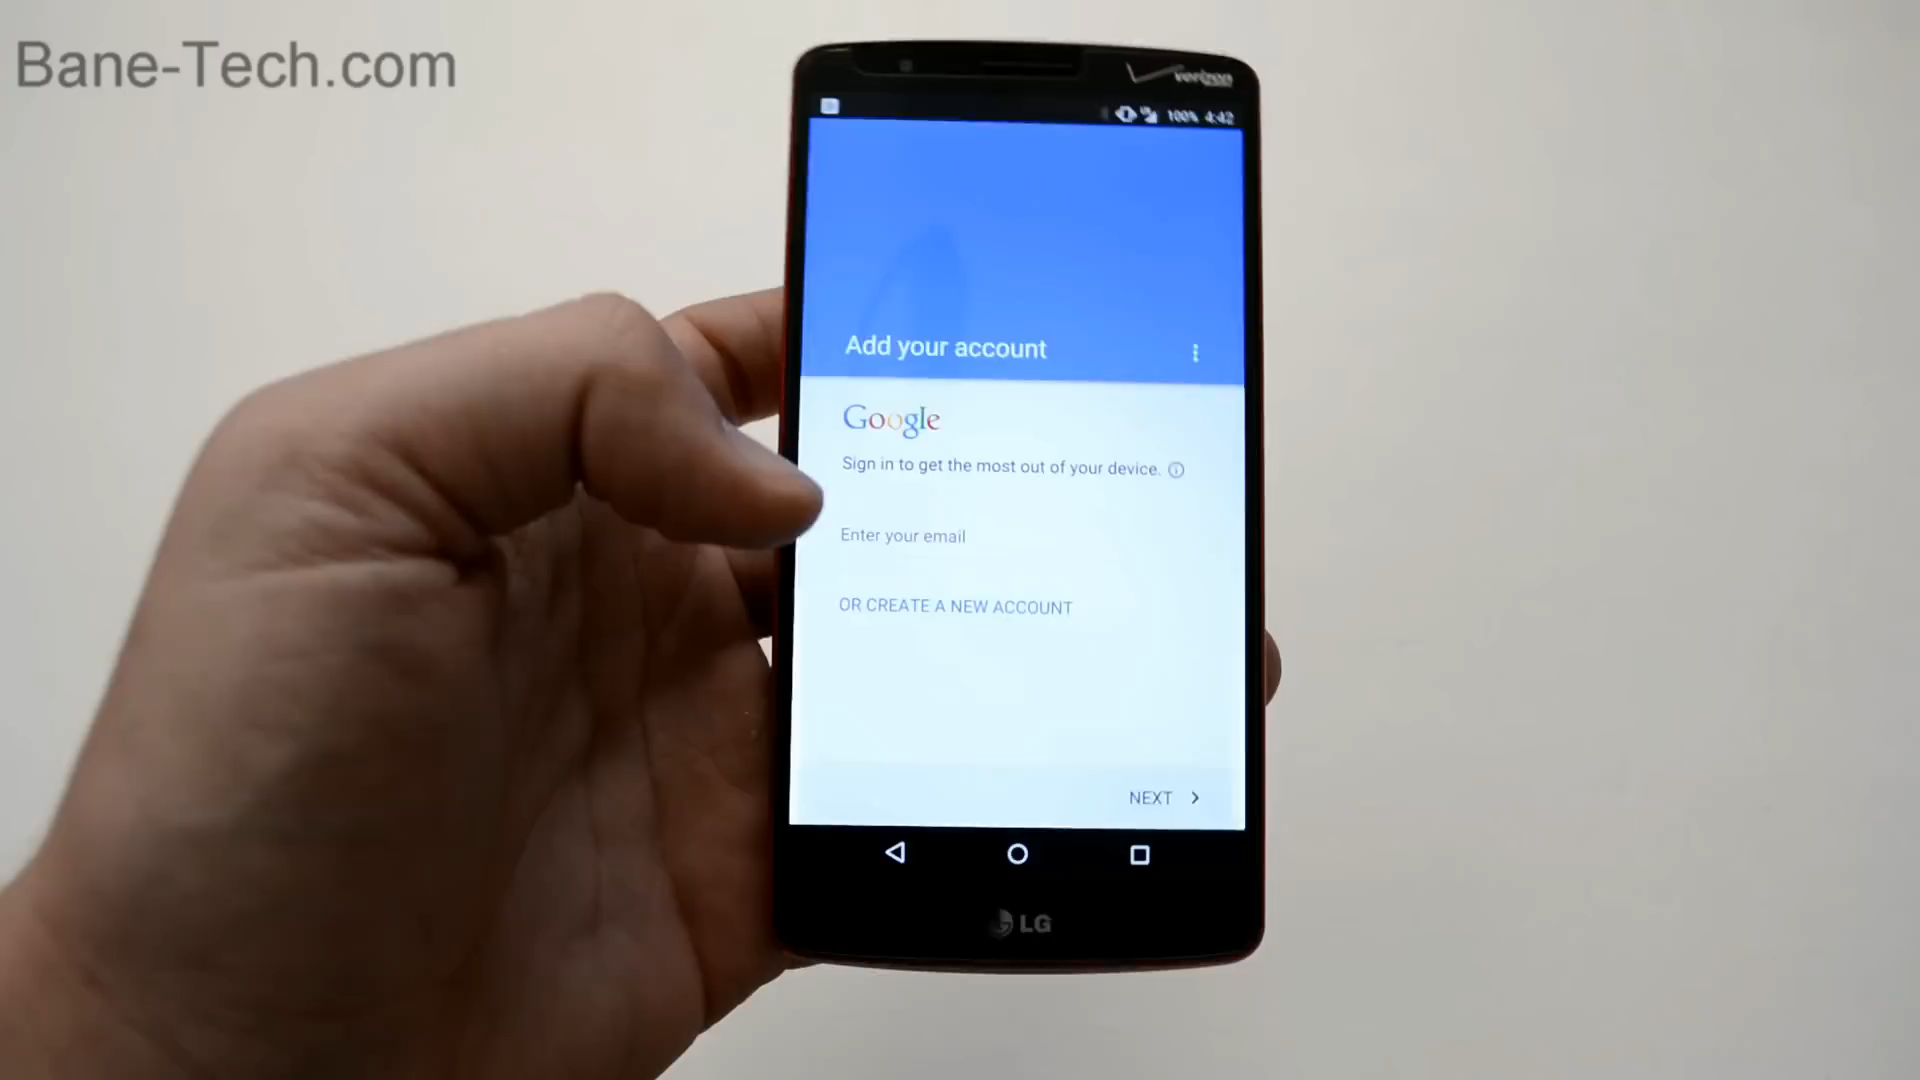 Bane-Tech.com
verizon
100% 4:42
Add your account
Google
Sign in to get the most out of your device.
Enter your email
OR CREATE A NEW ACCOUNT
NEXT
LG